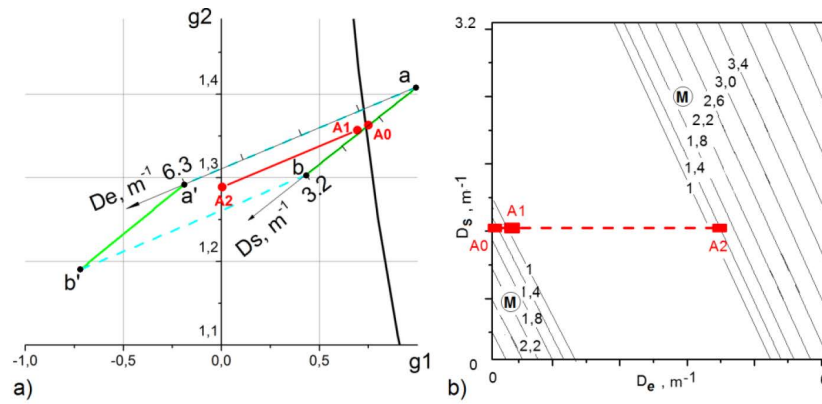 g2
1,4
1,3
1,2
1,1
-1,0
-0,5
0,0
0,5
g1
a
A1
A0
b
3.2
A2
6.3
a'
b'
De, m⁻¹
Ds, m⁻¹
a)
b)
3.2
Dₛ, m⁻¹
0
M
3,4
3,0
2,6
2,2
1,8
1,4
1
A1
A0
A2
1
1,4
M
1,8
2,2
0
Dₑ , m⁻¹